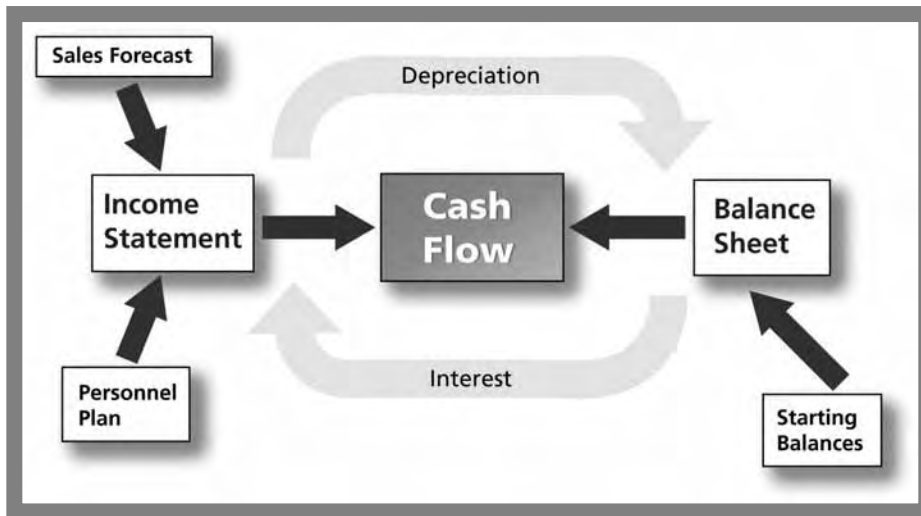 Sales Forecast
Depreciation
Income
Statement
Cash
Flow
Balance
Sheet
Personnel
Plan
Interest
Starting
Balances